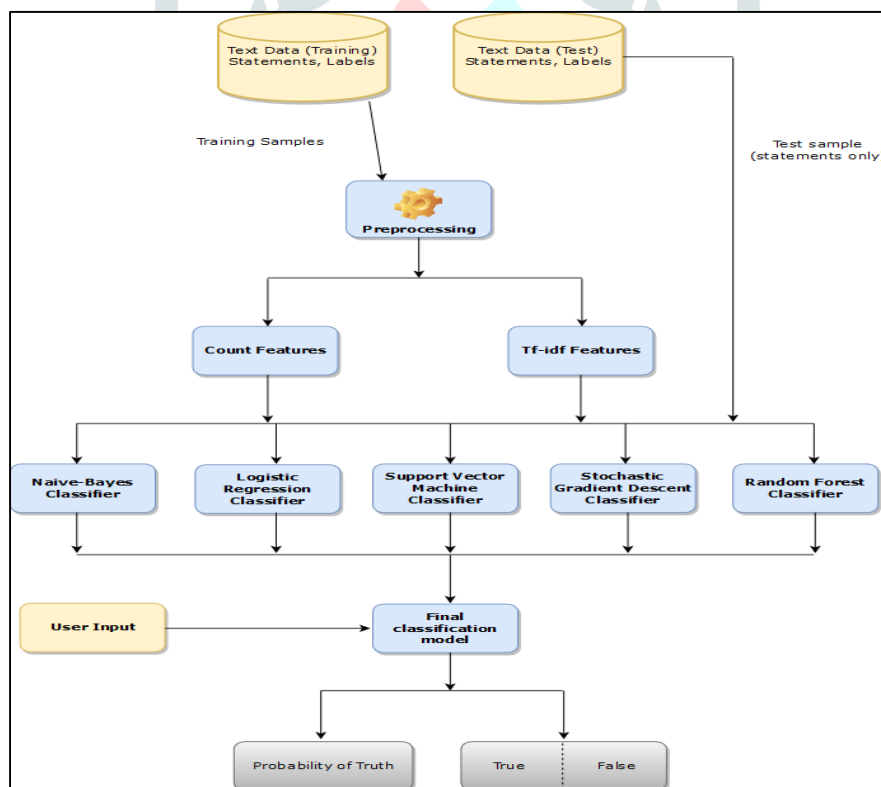 Text Data (Training)
Statements, Labels
Text Data (Test)
Statements, Labels
Training Samples
Test sample
(statements only
Preprocessing
Count Features
Tf-idf Features
Naive-Bayes
Classifier
Logistic
Regression
Classifier
Support Vector
Machine
Classifier
Stochastic
Gradient Descent
Classifier
Random Forest
Classifier
User Input
Final
classification
model
Probability of Truth
True
False